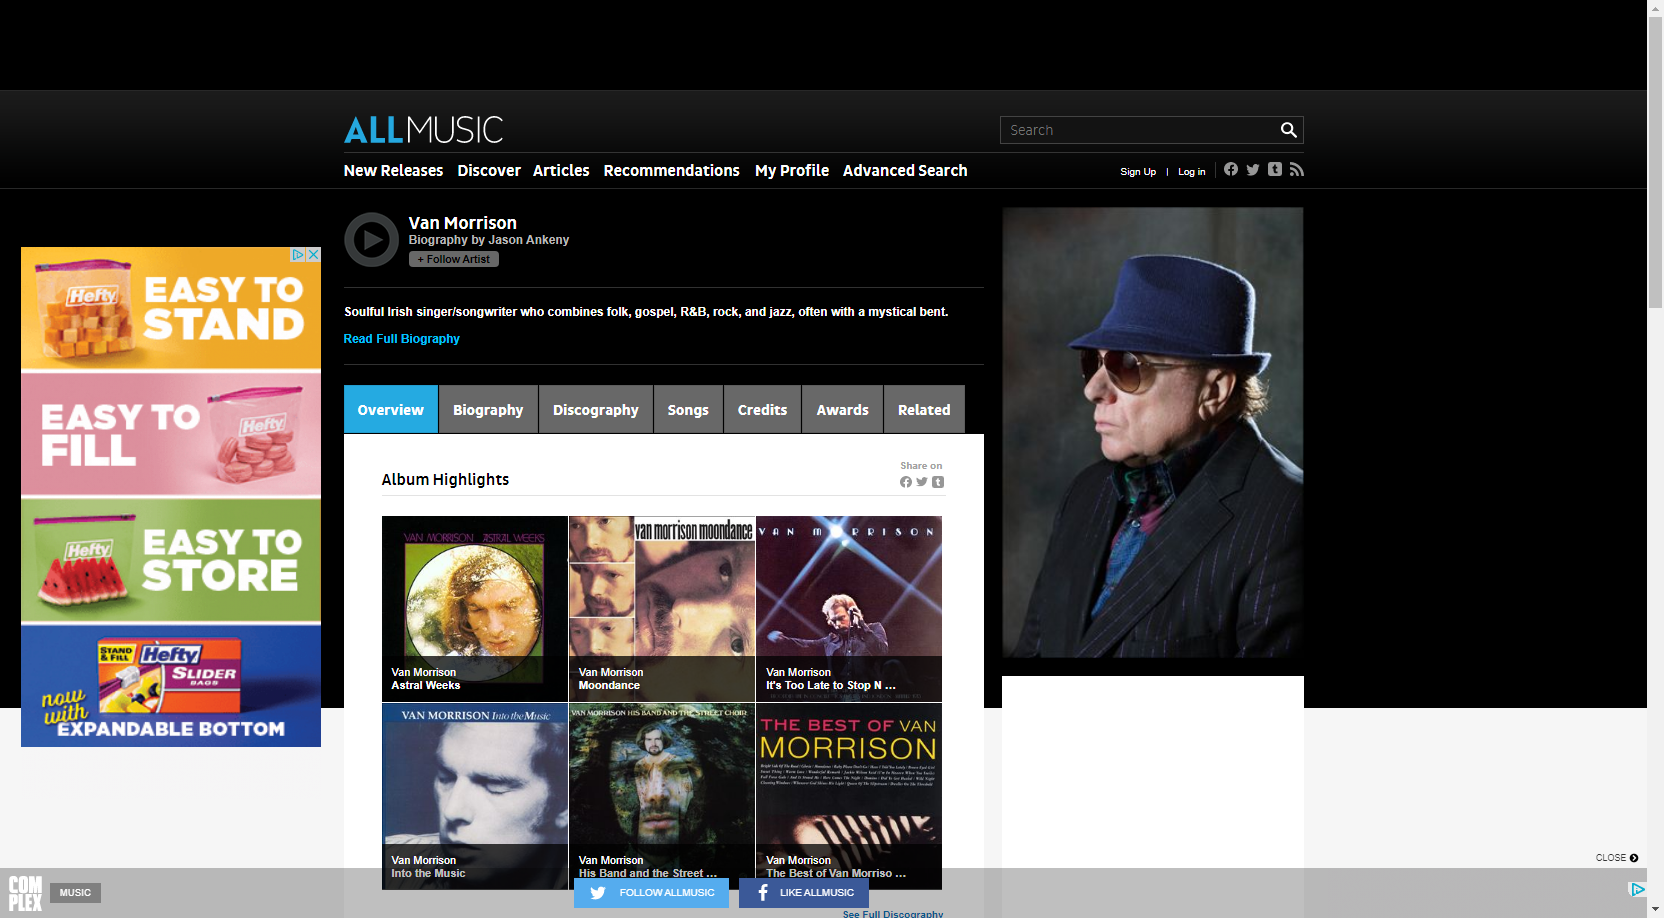 ALLMUSIC
Search
New Releases Discover Articles Recommendations My Profile Advanced Search
Sign Up | Log in
Van Morrison
Biography by Jason Ankeny
+ Follow Artist
Soulful Irish singer/songwriter who combines folk, gospel, R&B, rock, and jazz, often with a mystical bent.
Read Full Biography
Overview Biography Discography Songs Credits Awards Related
Album Highlights
Share on
VAN MORRISON ASTRAL WEEKS
Van Morrison
Astral Weeks
van morrison moondance
Van Morrison
Moondance
VAN MORRISON
Van Morrison
It's Too Late to Stop N ...
VAN MORRISON Into the Music
Van Morrison
Into the Music
VAN MORRISON HIS BAND AND THE STREET CHOIR
Van Morrison
His Band and the Street ...
THE BEST OF VAN
MORRISON
Van Morrison
The Best of Van Morriso ...
See Full Discography
Hefty
EASY TO
STAND
EASY TO
FILL
Hefty
Hefty
EASY TO
STORE
STAND
& FILL
Hefty
SLIDER
BAGS
now
with
EXPANDABLE BOTTOM
CLOSE
COM
PLEX
MUSIC
FOLLOW ALLMUSIC
LIKE ALLMUSIC